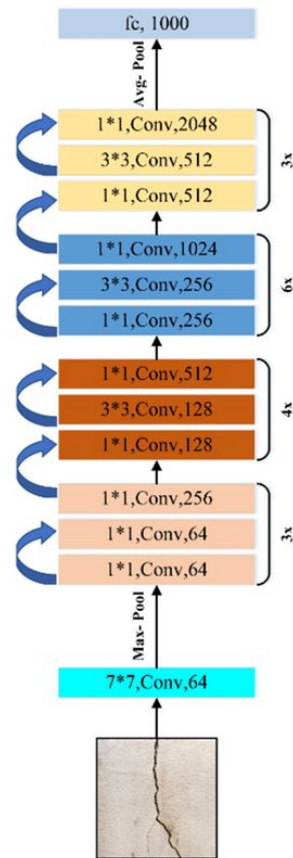 fc, 1000
Avg- Pool
1*1,Conv,2048
3*3,Conv,512
1*1,Conv,512
3x
1*1,Conv,1024
3*3,Conv,256
1*1,Conv,256
6x
1*1,Conv,512
3*3,Conv,128
1*1,Conv,128
4x
1*1,Conv,256
1*1,Conv,64
1*1,Conv,64
3x
Max- Pool
7*7,Conv,64